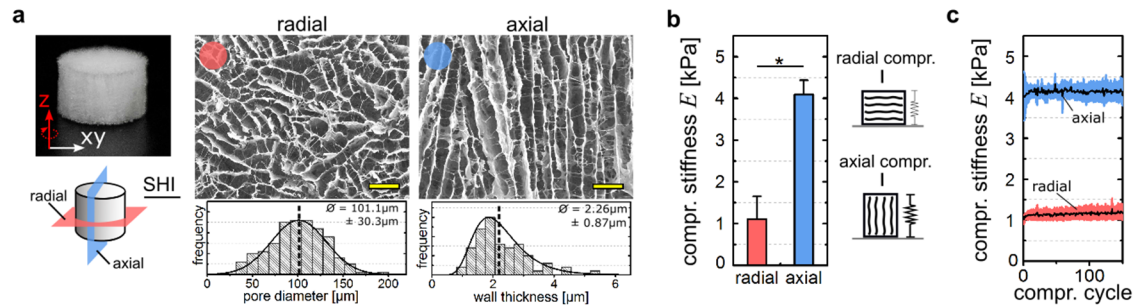 a
radial
axial
z
xy
SHI
radial
axial
Ø = 101.1µm
± 30.3µm
frequency
0 50 100 150 200
pore diameter [µm]
Ø = 2.26µm
± 0.87µm
frequency
0 2 4 6
wall thickness [µm]
b
compr. stiffness E [kPa]
5
4
3
2
1
0
*
radial axial
radial compr.
axial compr.
c
compr. stiffness E [kPa]
5
4
3
2
1
0
axial
radial
0 50 100
compr. cycle